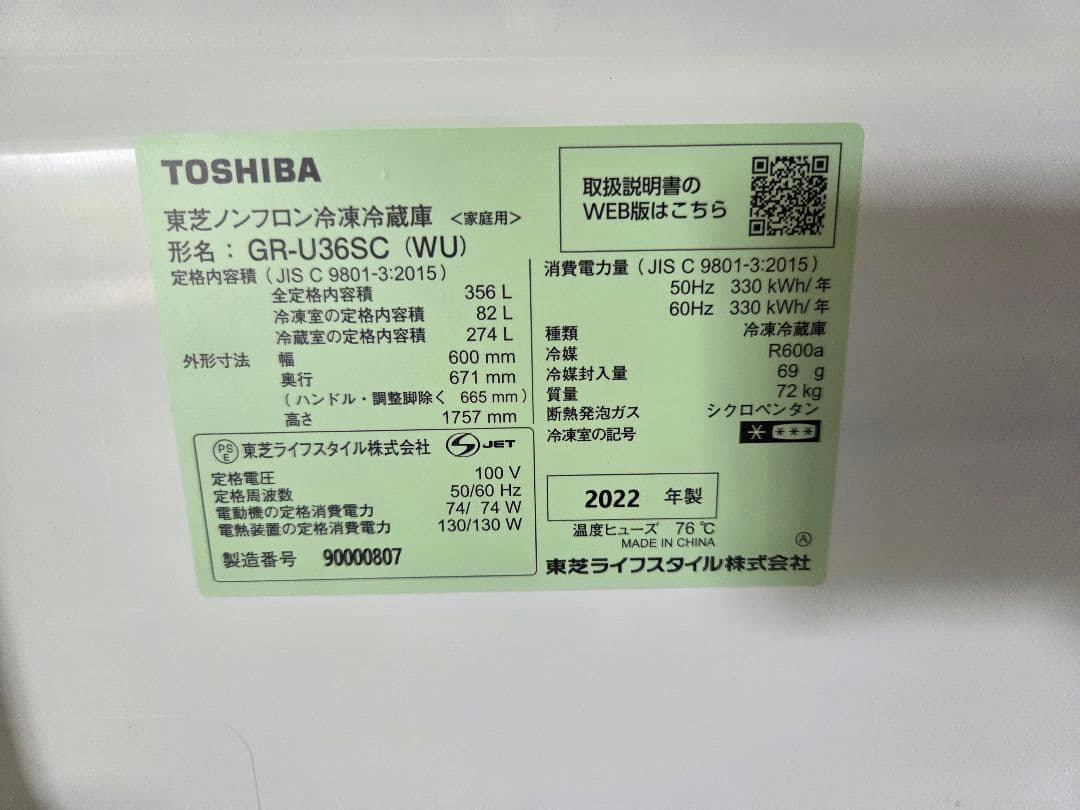 TOSHIBA
東芝ノンフロン冷凍冷蔵庫 <家庭用>
形名： GR-U36SC (WU)
取扱説明書の
WEB版はこちら
定格内容積 ( JIS C 9801-3:2015 )
全定格内容積 356 L
冷凍室の定格内容積 82 L
冷蔵室の定格内容積 274 L
外形寸法 幅 600 mm
奥行 671 mm
( ハンドル・調整脚除く 665 mm )
高さ 1757 mm
PSE 東芝ライフスタイル株式会社 S JET
定格電圧 100 V
定格周波数 50/60 Hz
電動機の定格消費電力 74/ 74 W
電熱装置の定格消費電力 130/130 W
製造番号 90000807
消費電力量 ( JIS C 9801-3:2015 )
50Hz 330 kWh/年
60Hz 330 kWh/年
種類 冷凍冷蔵庫
冷媒 R600a
冷媒封入量 69 g
質量 72 kg
断熱発泡ガス シクロペンタン
冷凍室の記号 * ***
2022 年製
温度ヒューズ 76 ℃
MADE IN CHINA Ⓐ
東芝ライフスタイル株式会社